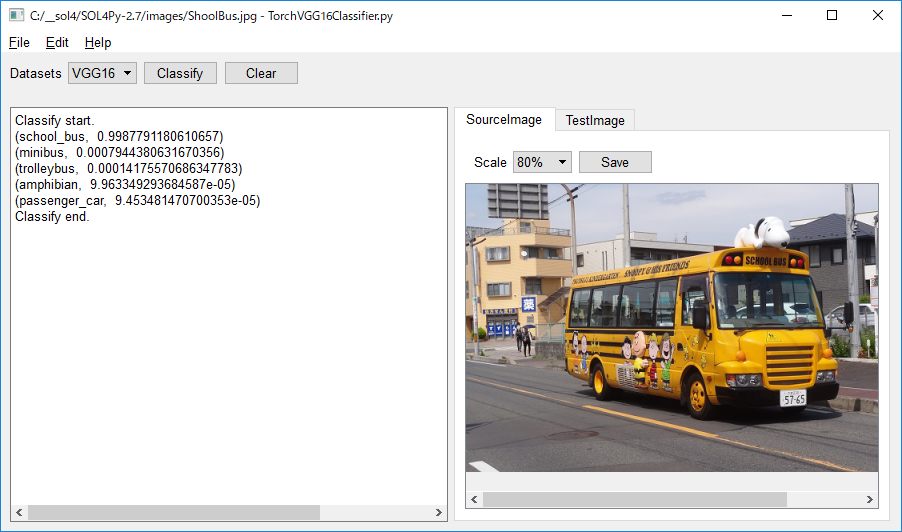 C:/__sol4/SOL4Py-2.7/images/ShoolBus.jpg - TorchVGG16Classifier.py
File Edit Help
Datasets VGG16 Classify Clear
Classify start.
(school_bus, 0.9987791180610657)
(minibus, 0.0007944380631670356)
(trolleybus, 0.00014175570686347783)
(amphibian, 9.963349293684587e-05)
(passenger_car, 9.453481470700353e-05)
Classify end.
SourceImage TestImage
Scale 80% Save
SCHOOL BUS
KINDERGARTEN SNOOPY & HIS FRIENDS
薬
57-65